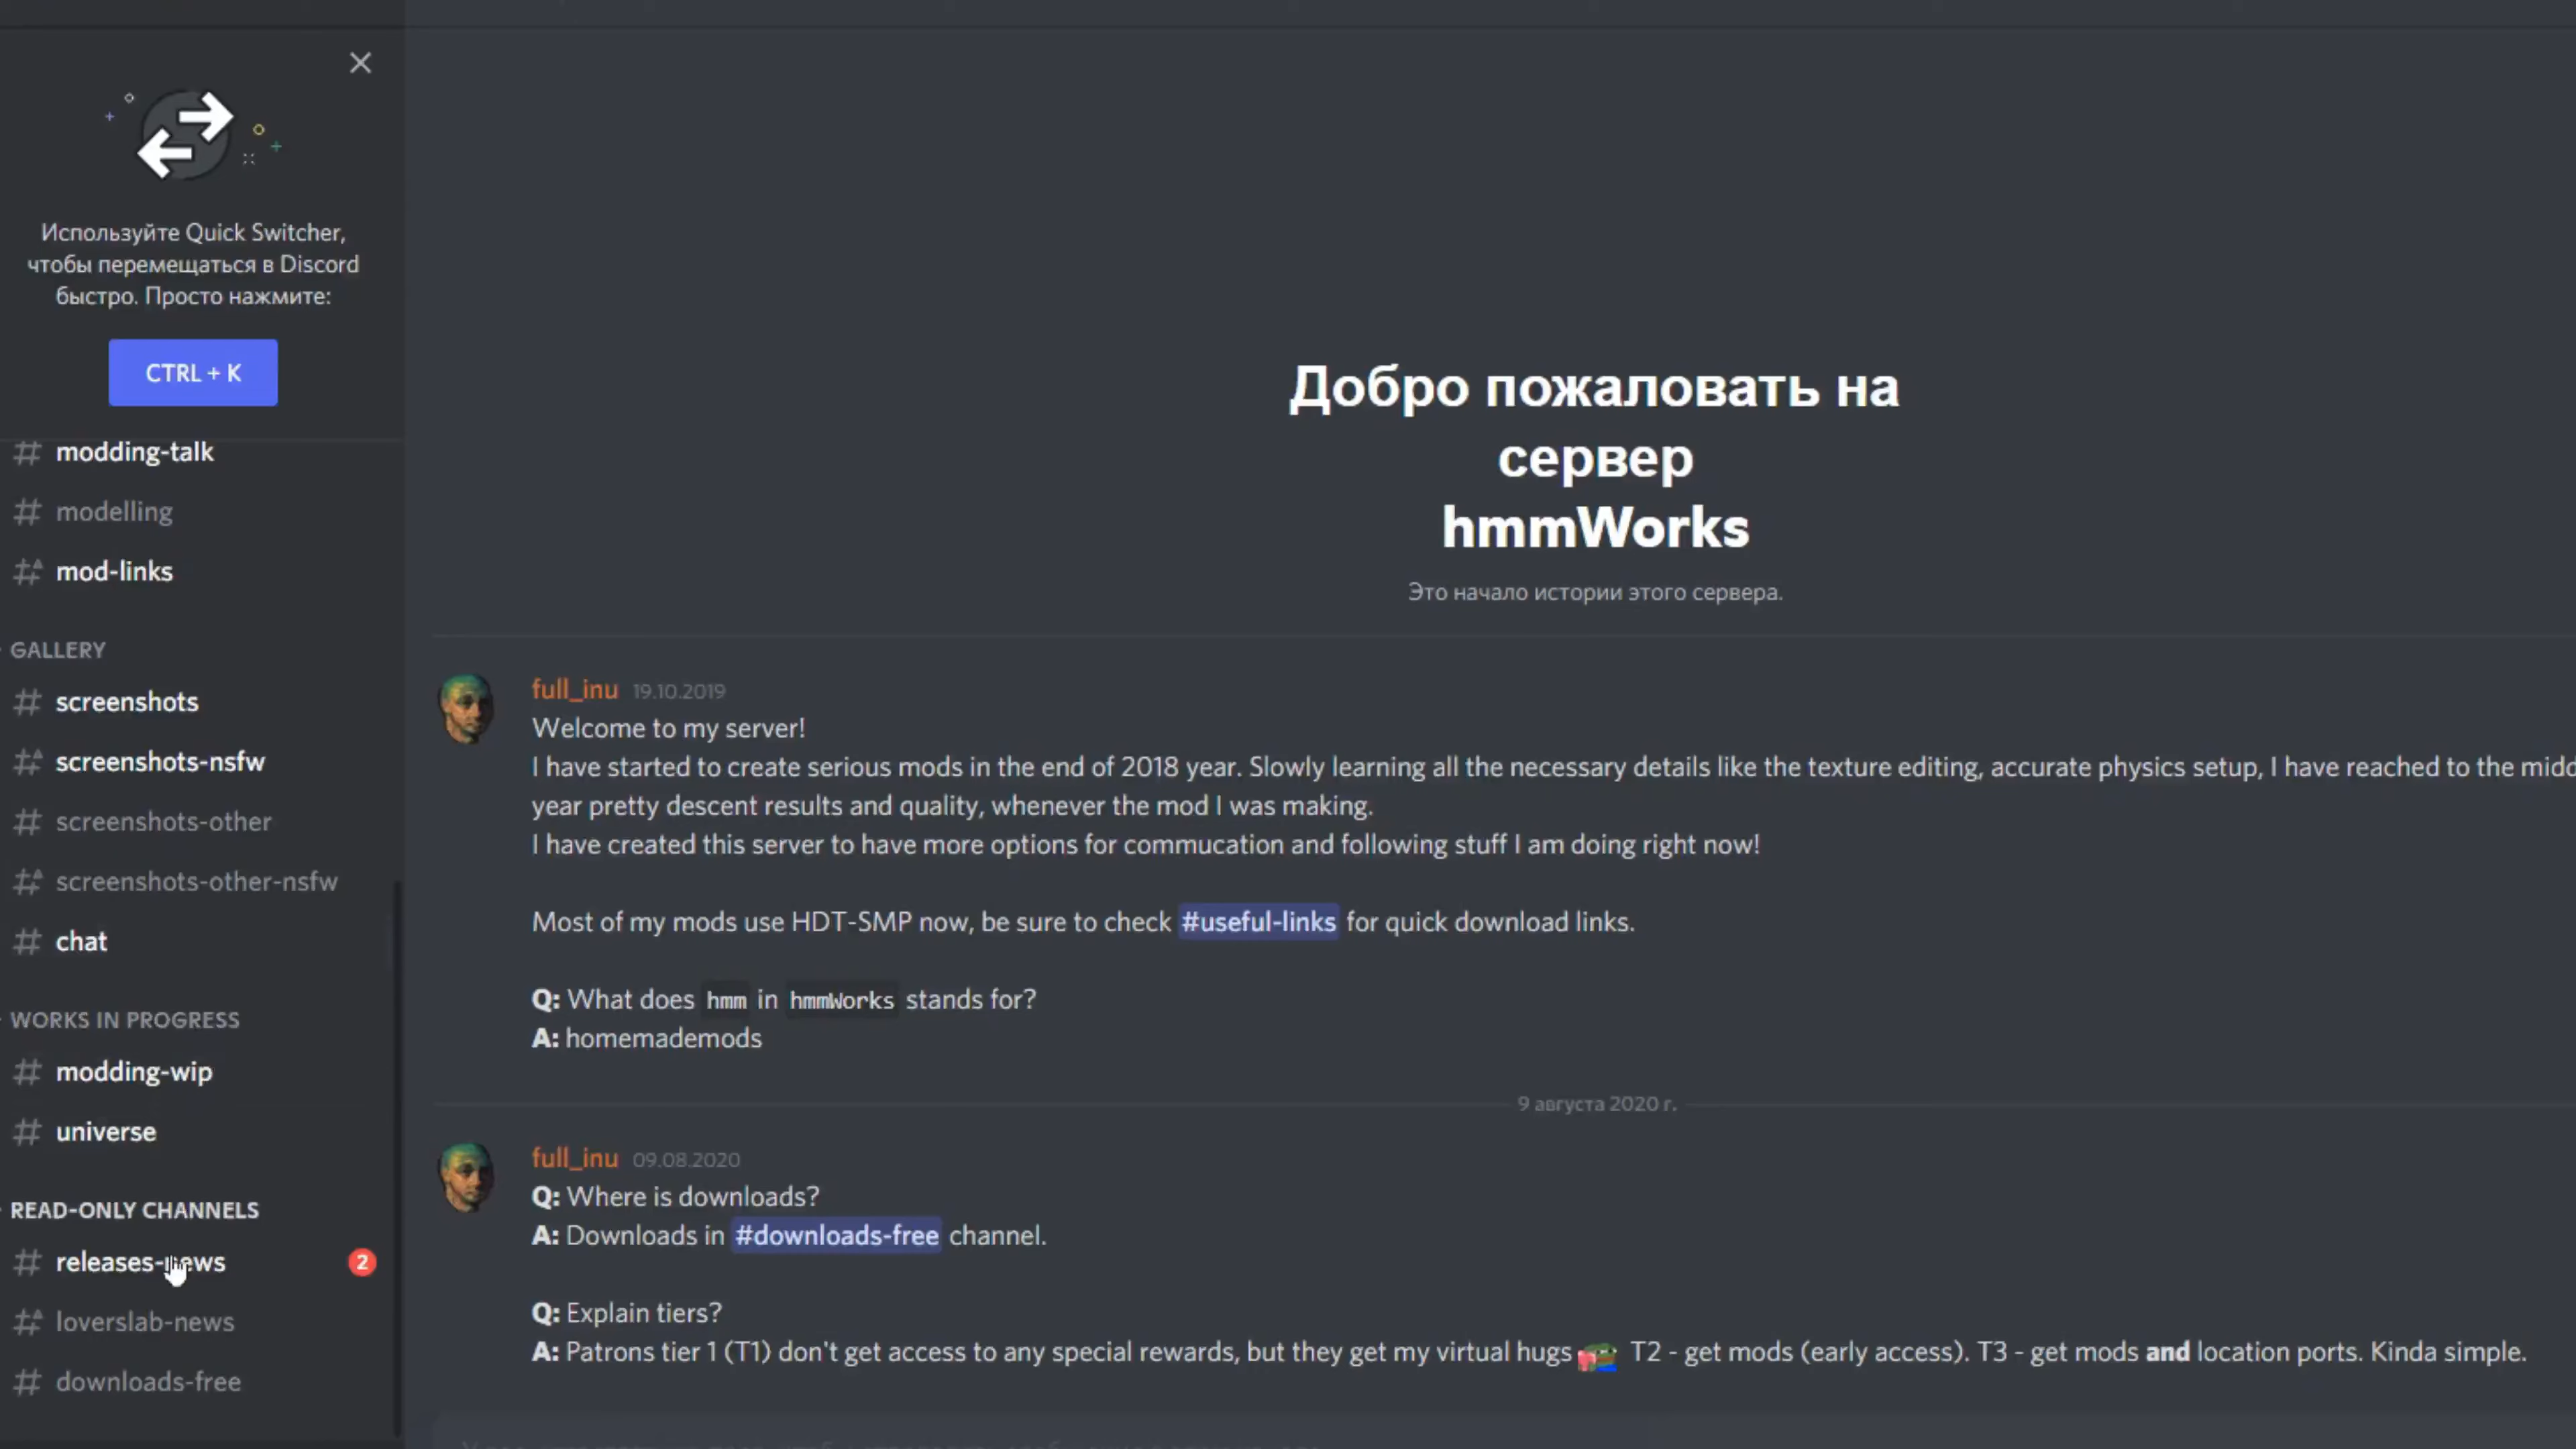 Используйте Quick Switcher,
чтобы перемещаться в Discord
быстро. Просто нажмите:
CTRL + K
# modding-talk
# modelling
# mod-links
GALLERY
# screenshots
# screenshots-nsfw
# screenshots-other
# screenshots-other-nsfw
# chat
WORKS IN PROGRESS
# modding-wip
# universe
READ-ONLY CHANNELS
# releases-news 2
# loverslab-news
# downloads-free
Добро пожаловать на
сервер
hmmWorks
Это начало истории этого сервера.
full_inu 19.10.2019
Welcome to my server!
I have started to create serious mods in the end of 2018 year. Slowly learning all the necessary details like the texture editing, accurate physics setup, I have reached to the
year pretty descent results and quality, whenever the mod I was making.
I have created this server to have more options for commucation and following stuff I am doing right now!
Most of my mods use HDT-SMP now, be sure to check #useful-links for quick download links.
Q: What does hmm in hmmWorks stands for?
A: homemademods
9 августа 2020 г.
full_inu 09.08.2020
Q: Where is downloads?
A: Downloads in #downloads-free channel.
Q: Explain tiers?
A: Patrons tier 1 (T1) don't get access to any special rewards, but they get my virtual hugs T2 - get mods (early access). T3 - get mods and location ports. Kinda simple.